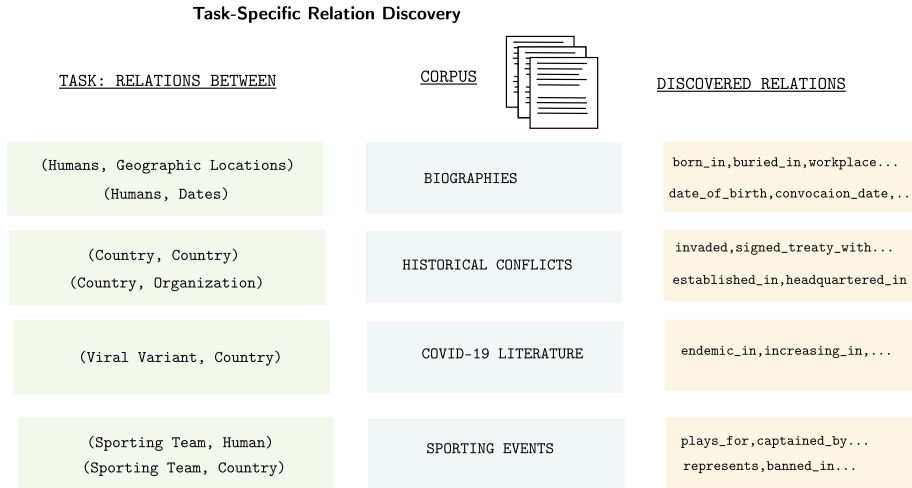 Task-Specific Relation Discovery
TASK: RELATIONS BETWEEN
CORPUS
DISCOVERED RELATIONS
(Humans, Geographic Locations)
(Humans, Dates)
BIOGRAPHIES
born_in,buried_in,workplace...
date_of_birth,convocaion_date,..
(Country, Country)
(Country, Organization)
HISTORICAL CONFLICTS
invaded,signed_treaty_with...
established_in,headquartered_in
(Viral Variant, Country)
COVID-19 LITERATURE
endemic_in,increasing_in,...
(Sporting Team, Human)
(Sporting Team, Country)
SPORTING EVENTS
plays_for,captained_by...
represents,banned_in...